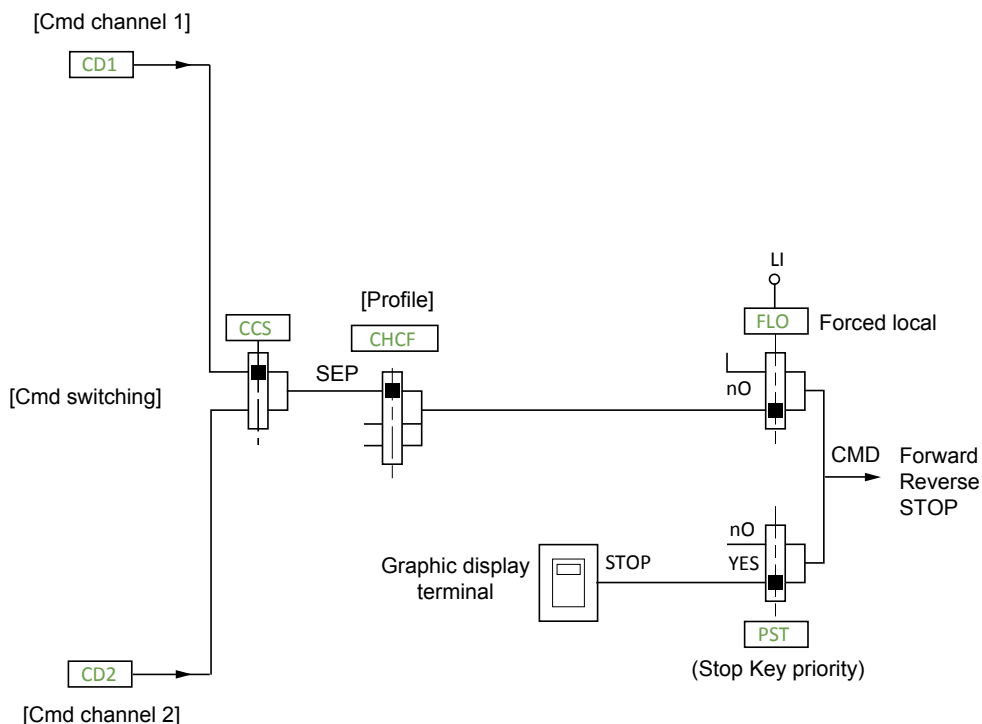 [Cmd channel 1]
CD1
LI
[Profile]
CCS
CHCF
FLO
Forced local
SEP
nO
[Cmd switching]
CMD
Forward
Reverse
STOP
nO
Graphic display
terminal
STOP
YES
PST
(Stop Key priority)
CD2
[Cmd channel 2]